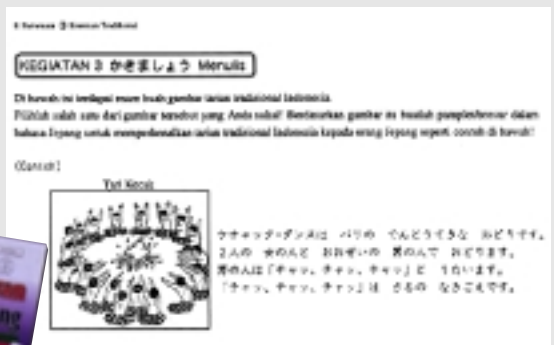 KEGIATAN 3 かきましょう Menulis
Di bawah ini terdapat enam buah gambar tarian tradisional Indonesia.
Pilihlah salah satu dari gambar tersebut yang Anda sukai! Berdasarkan gambar itu buatlah dalam
bahasa Jepang untuk memperkenalkan tarian tradisional Indonesia kepada orang Jepang seperti contoh di bawah!
(Contoh)
Tari Kecak
ケチャックダンスは バリの でんとうてきな おどりです。
2人の 女の人と おおぜいの 男の人で おどります。
男の人は「チャッ、チャッ、チャッ」と うたいます。
「チャッ、チャッ、チャッ」は さるの なきごえです。